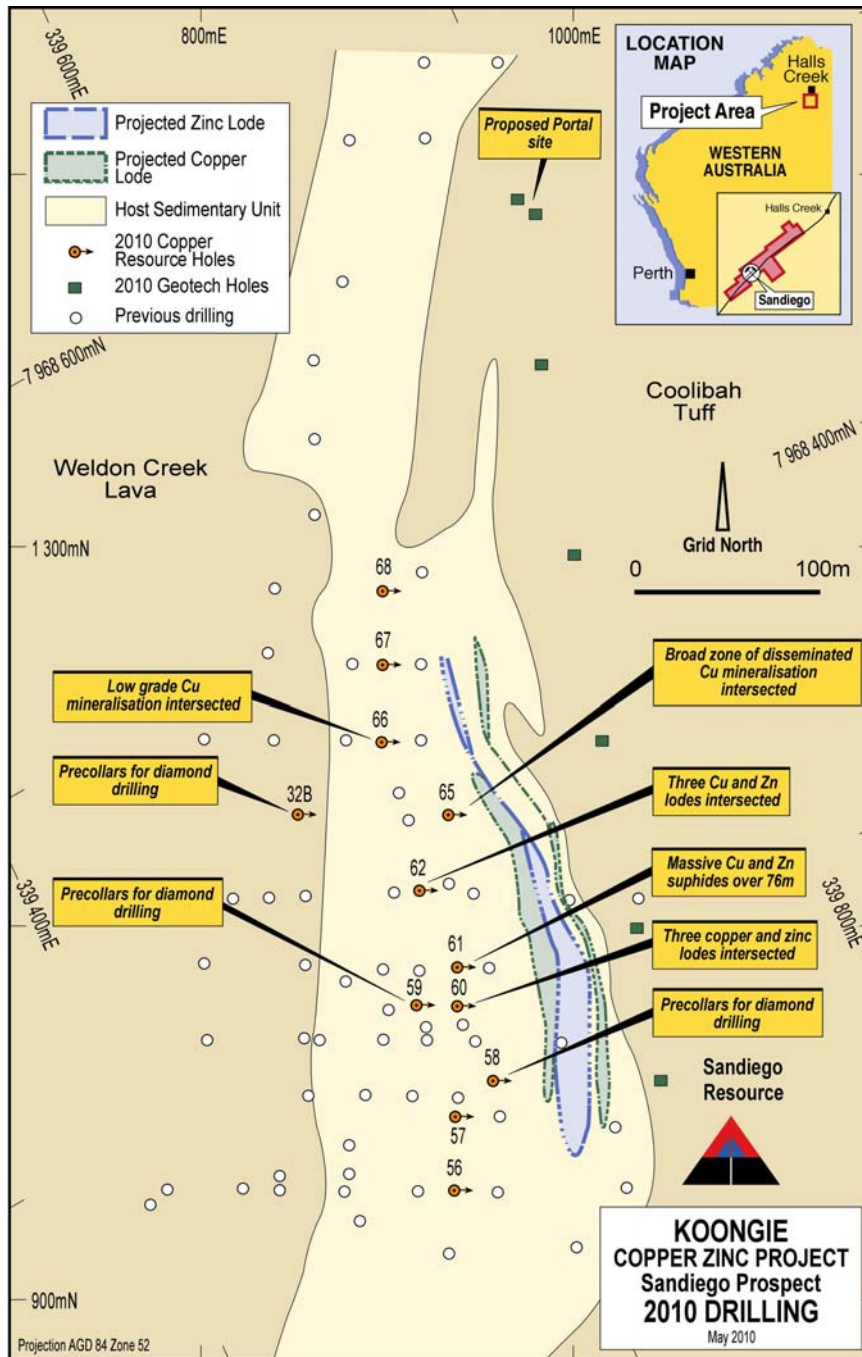 339 600mE
800mE
1000mE
LOCATION
MAP
Halls
Creek
Project Area
WESTERN
AUSTRALIA
Perth
Halls Creek
Sandiego
Projected Zinc Lode
Projected Copper
Lode
Host Sedimentary Unit
2010 Copper
Resource Holes
2010 Geotech Holes
Previous drilling
Proposed Portal
site
7 968 600mN
Coolibah
Tuff
7 968 400mN
Weldon Creek
Lava
Grid North
1 300mN
0 100m
68
67
Broad zone of disseminated
Cu mineralisation
intersected
Low grade Cu
mineralisation intersected
66
Precollars for diamond
drilling
32B
65
Three Cu and Zn
lodes intersected
62
Massive Cu and Zn
suphides over 76m
Precollars for diamond
drilling
339 400mE
339 800mE
61
Three copper and zinc
lodes intersected
59
60
Precollars for diamond
drilling
58
Sandiego
Resource
57
56
KOONGIE
COPPER ZINC PROJECT
Sandiego Prospect
2010 DRILLING
May 2010
900mN
Projection AGD 84 Zone 52